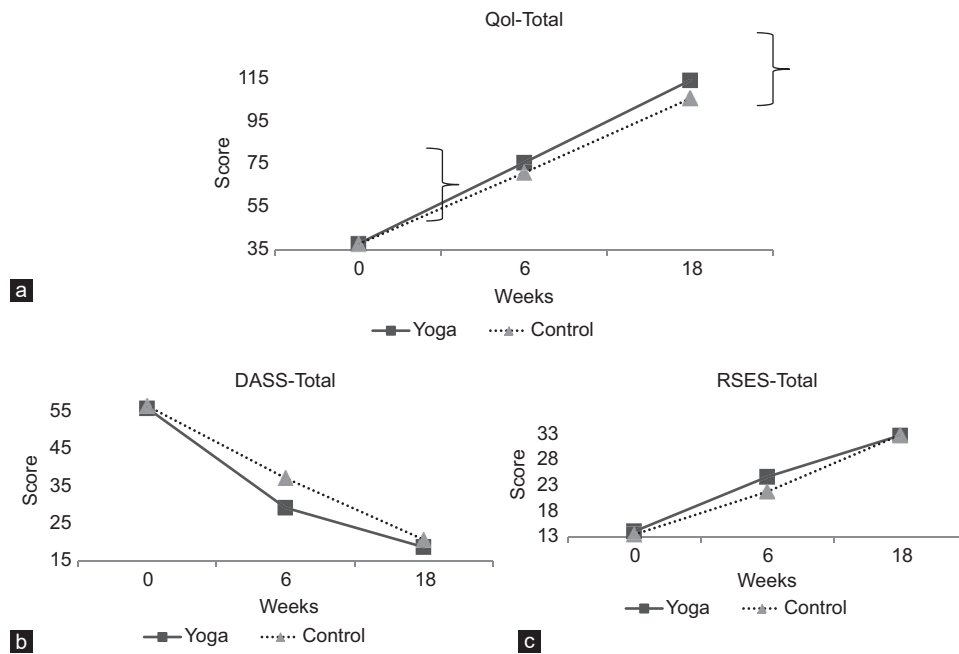 Qol-Total
115
95
75
55
35
Score
0 6 18
Weeks
a
Yoga Control
DASS-Total
55
45
35
25
15
Score
0 6 18
Weeks
Yoga Control
b
RSES-Total
33
28
23
18
13
Score
0 6 18
Weeks
Yoga Control
c